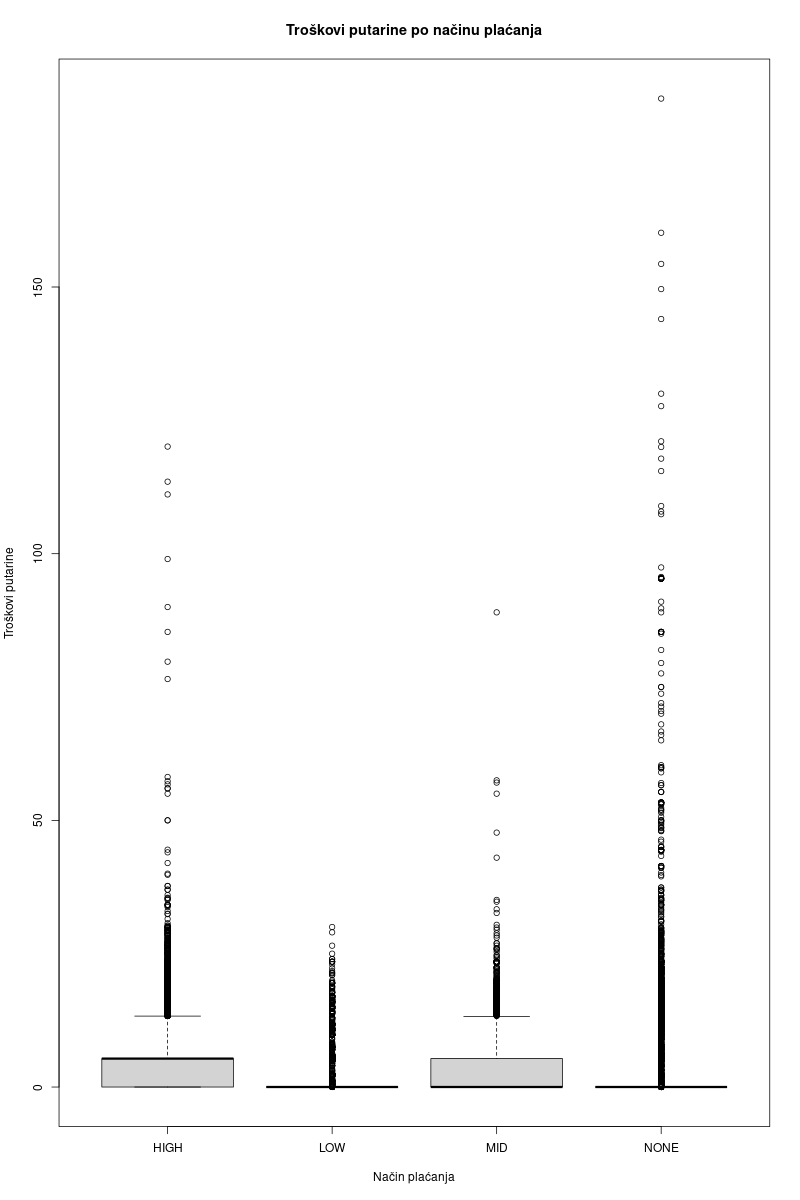 Troškovi putarine po načinu plaćanja
Troškovi putarine
150
100
50
0
HIGH LOW MID NONE
Način plaćanja